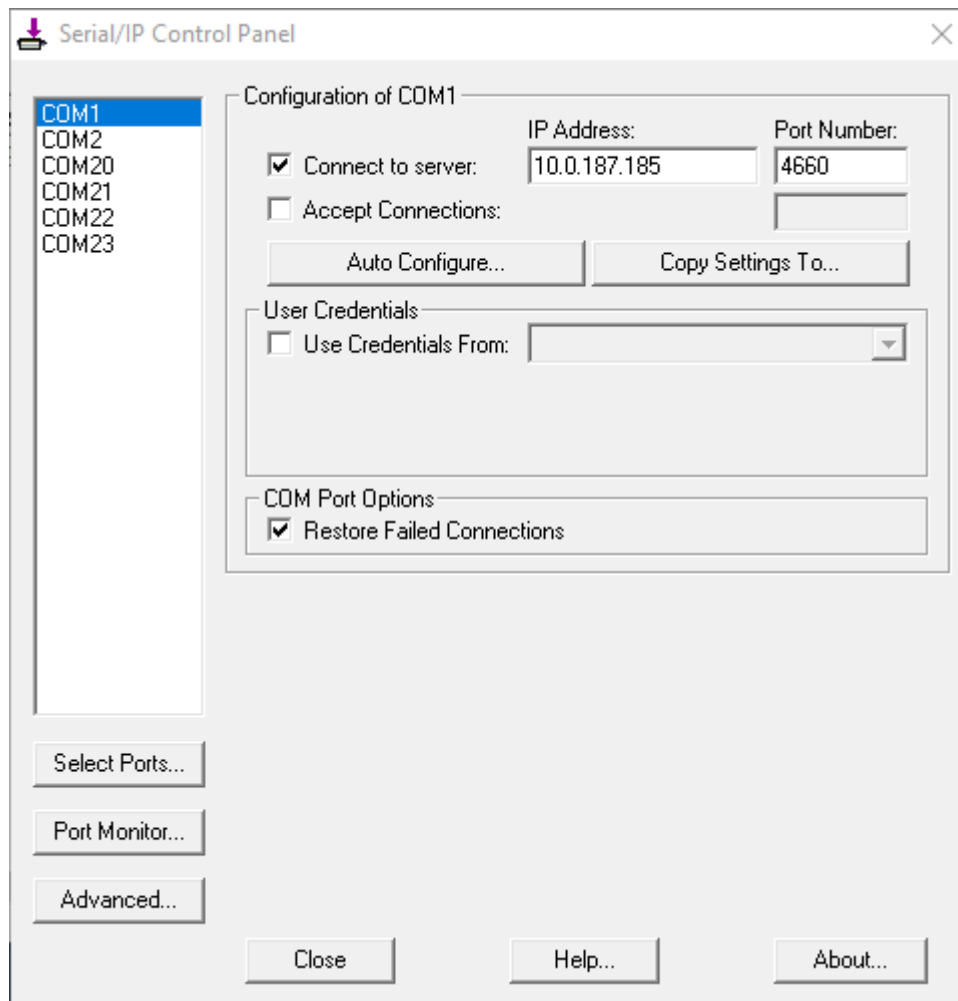 Serial/IP Control Panel
COM1
COM2
COM20
COM21
COM22
COM23
Select Ports...
Port Monitor...
Advanced...
Configuration of COM1
IP Address: Port Number:
Connect to server: 10.0.187.185 4660
Accept Connections:
Auto Configure... Copy Settings To...
User Credentials
Use Credentials From:
COM Port Options
Restore Failed Connections
Close Help... About...